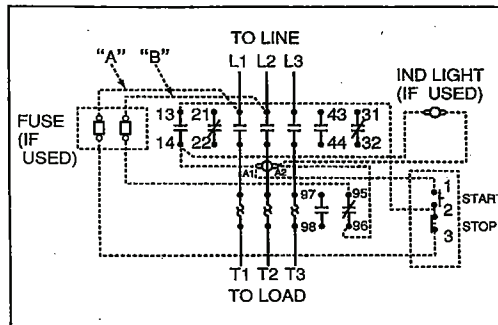 TO LINE
"A" "B" L1 L2 L3
IND LIGHT
(IF USED)
FUSE
(IF
USED)
13 21 43 31
14 22 44 32
A1 A2
97 95
98 96
1
START
2
STOP
3
T1 T2 T3
TO LOAD